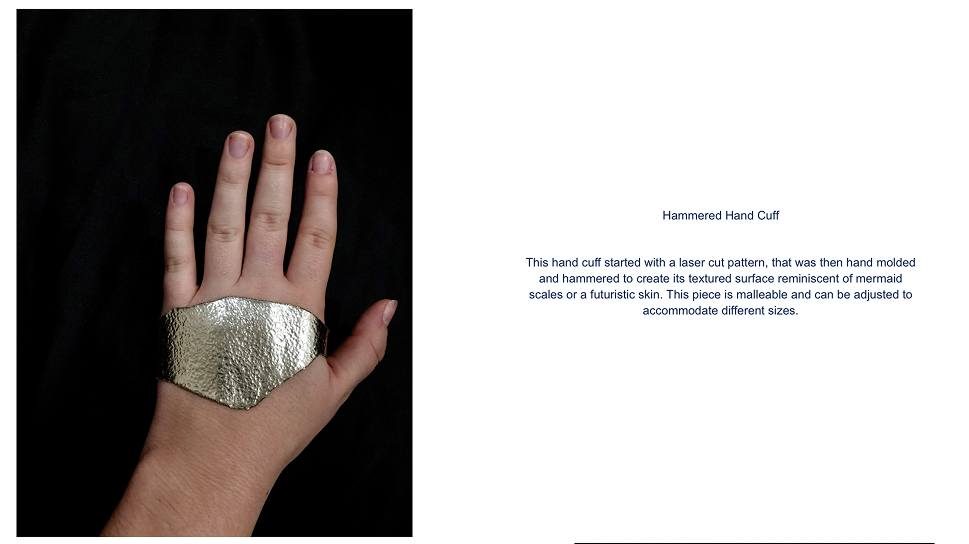 Hammered Hand Cuff
This hand cuff started with a laser cut pattern, that was then hand molded
and hammered to create its textured surface reminiscent of mermaid
scales or a futuristic skin. This piece is malleable and can be adjusted to
accommodate different sizes.